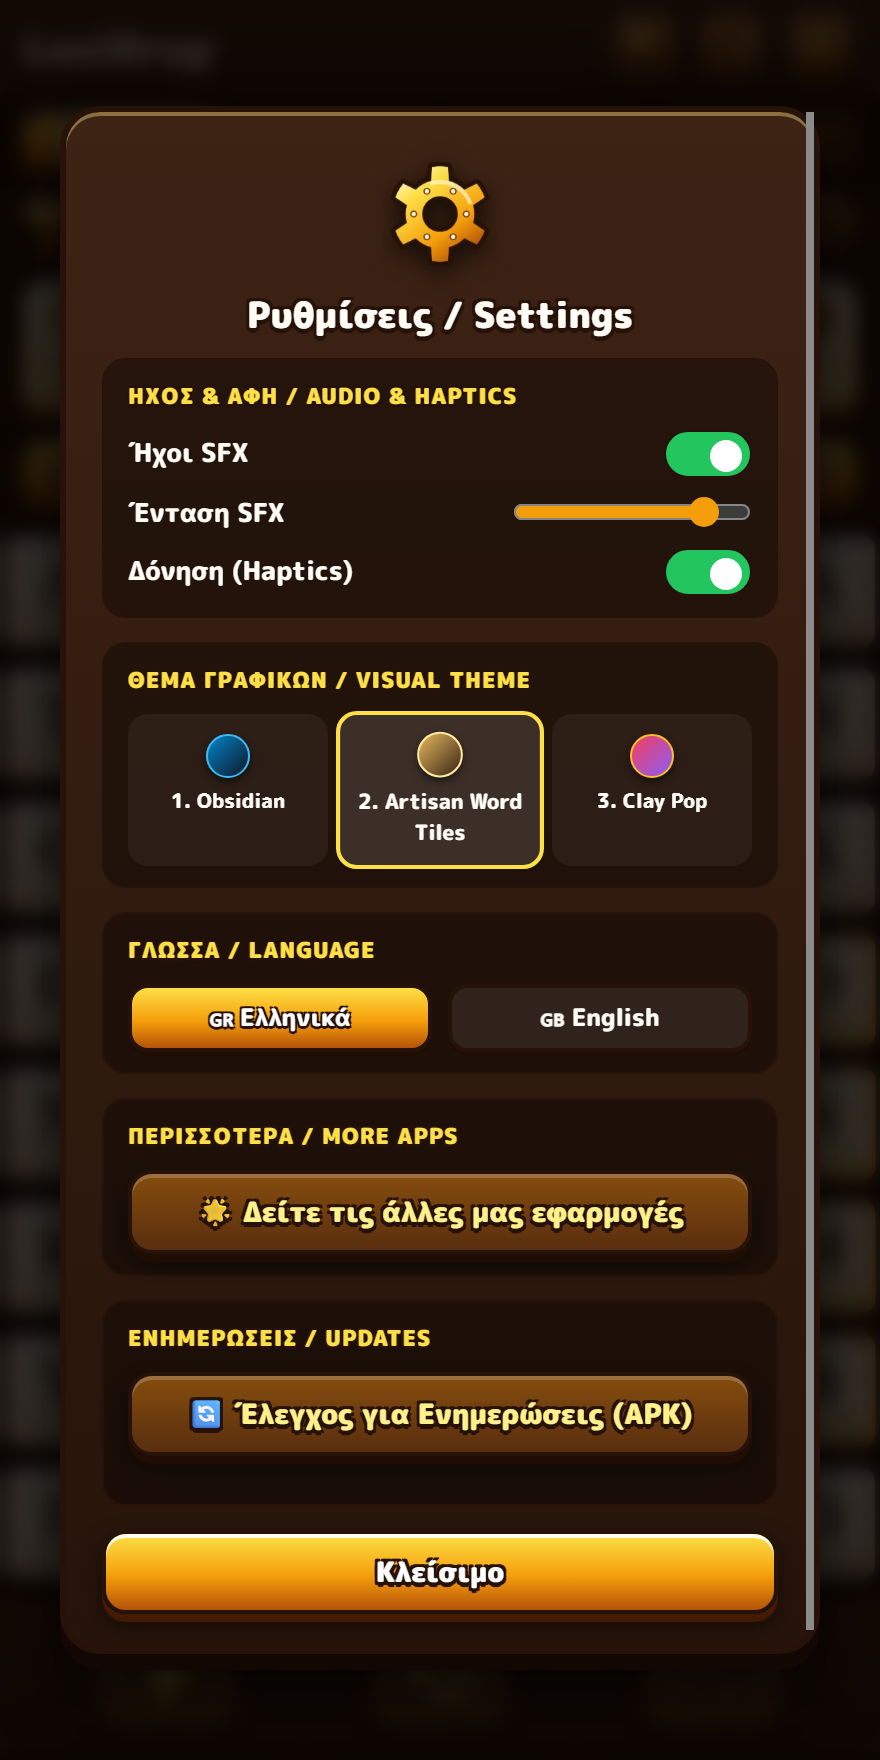 Ρυθμίσεις / Settings
ΗΧΟΣ & ΑΦΗ / AUDIO & HAPTICS
Ήχοι SFX
Ένταση SFX
Δόνηση (Haptics)
ΘΕΜΑ ΓΡΑΦΙΚΩΝ / VISUAL THEME
1. Obsidian
2. Artisan Word
Tiles
3. Clay Pop
ΓΛΩΣΣΑ / LANGUAGE
GR Ελληνικά
GB English
ΠΕΡΙΣΣΟΤΕΡΑ / MORE APPS
Δείτε τις άλλες μας εφαρμογές
ΕΝΗΜΕΡΩΣΕΙΣ / UPDATES
Έλεγχος για Ενημερώσεις (APK)
Κλείσιμο